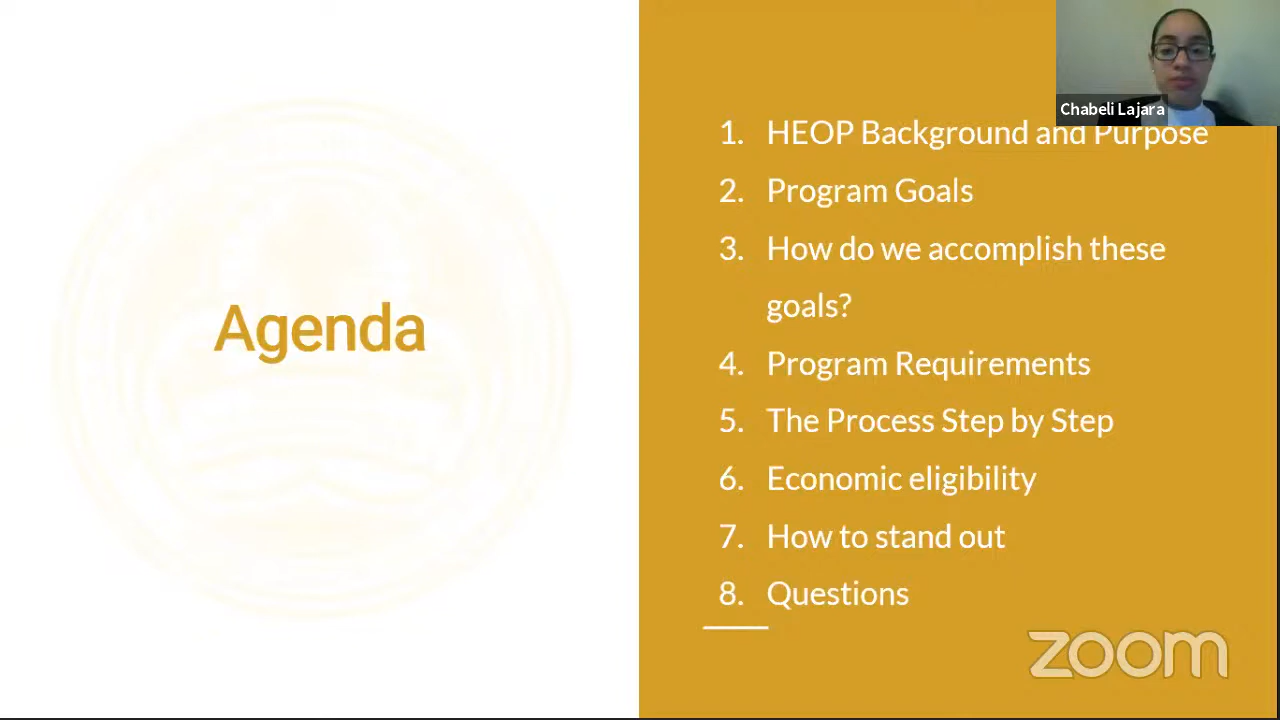 Chabeli Lajara
Agenda
1. HEOP Background and Purpose
2. Program Goals
3. How do we accomplish these
goals?
4. Program Requirements
5. The Process Step by Step
6. Economic eligibility
7. How to stand out
8. Questions
zoom